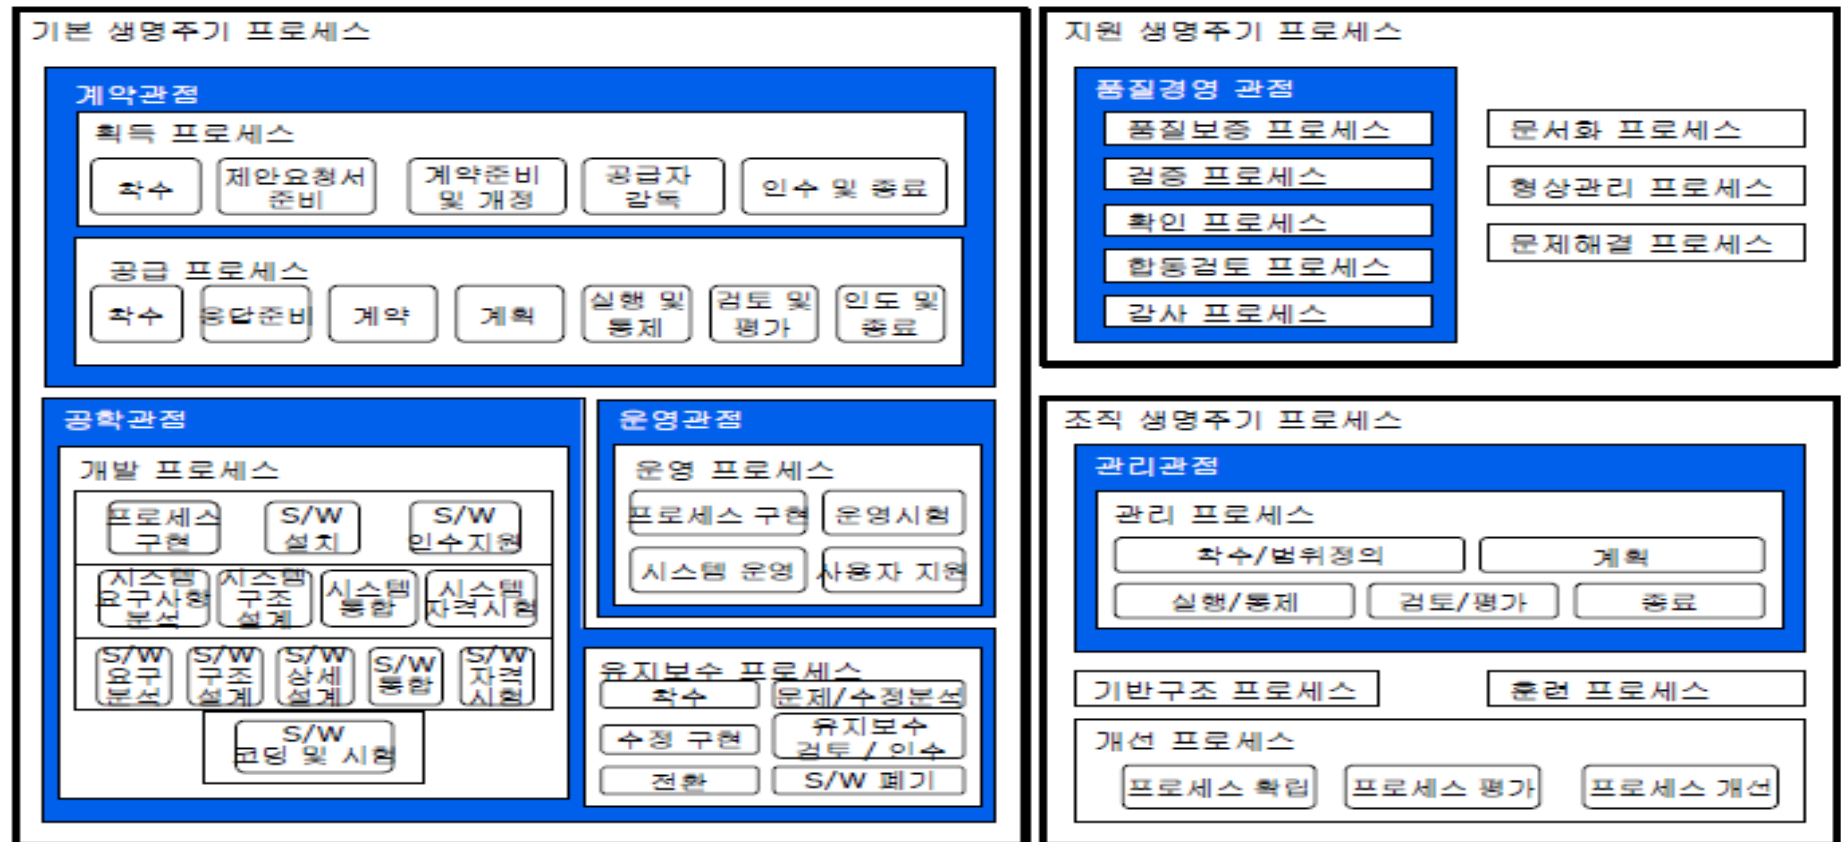 기본 생명주기 프로세스
계약관점
획득 프로세스
착수
제안요청서
준비
계약준비
및 개정
공급자
감독
인수 및 종료
공급 프로세스
착수
응답준비
계약
계획
실행 및
통제
검토 및
평가
인도 및
종료
공학관점
개발 프로세스
프로세스
구현
S/W
설치
S/W
인수지원
시스템
요구사항
분석
시스템
구조
설계
시스템
통합
시스템
자격시험
S/W
요구
분석
S/W
구조
설계
S/W
상세
설계
S/W
통합
S/W
자격
시험
S/W
코딩 및 시험
운영관점
운영 프로세스
프로세스 구현
운영시험
시스템 운영
사용자 지원
유지보수 프로세스
착수
문제/수정분석
수정 구현
유지보수
검토 / 인수
전환
S/W 폐기
지원 생명주기 프로세스
품질경영 관점
품질보증 프로세스
검증 프로세스
확인 프로세스
합동검토 프로세스
감사 프로세스
문서화 프로세스
형상관리 프로세스
문제해결 프로세스
조직 생명주기 프로세스
관리관점
관리 프로세스
착수/범위정의
계획
실행/통제
검토/평가
종료
기반구조 프로세스
훈련 프로세스
개선 프로세스
프로세스 확립
프로세스 평가
프로세스 개선